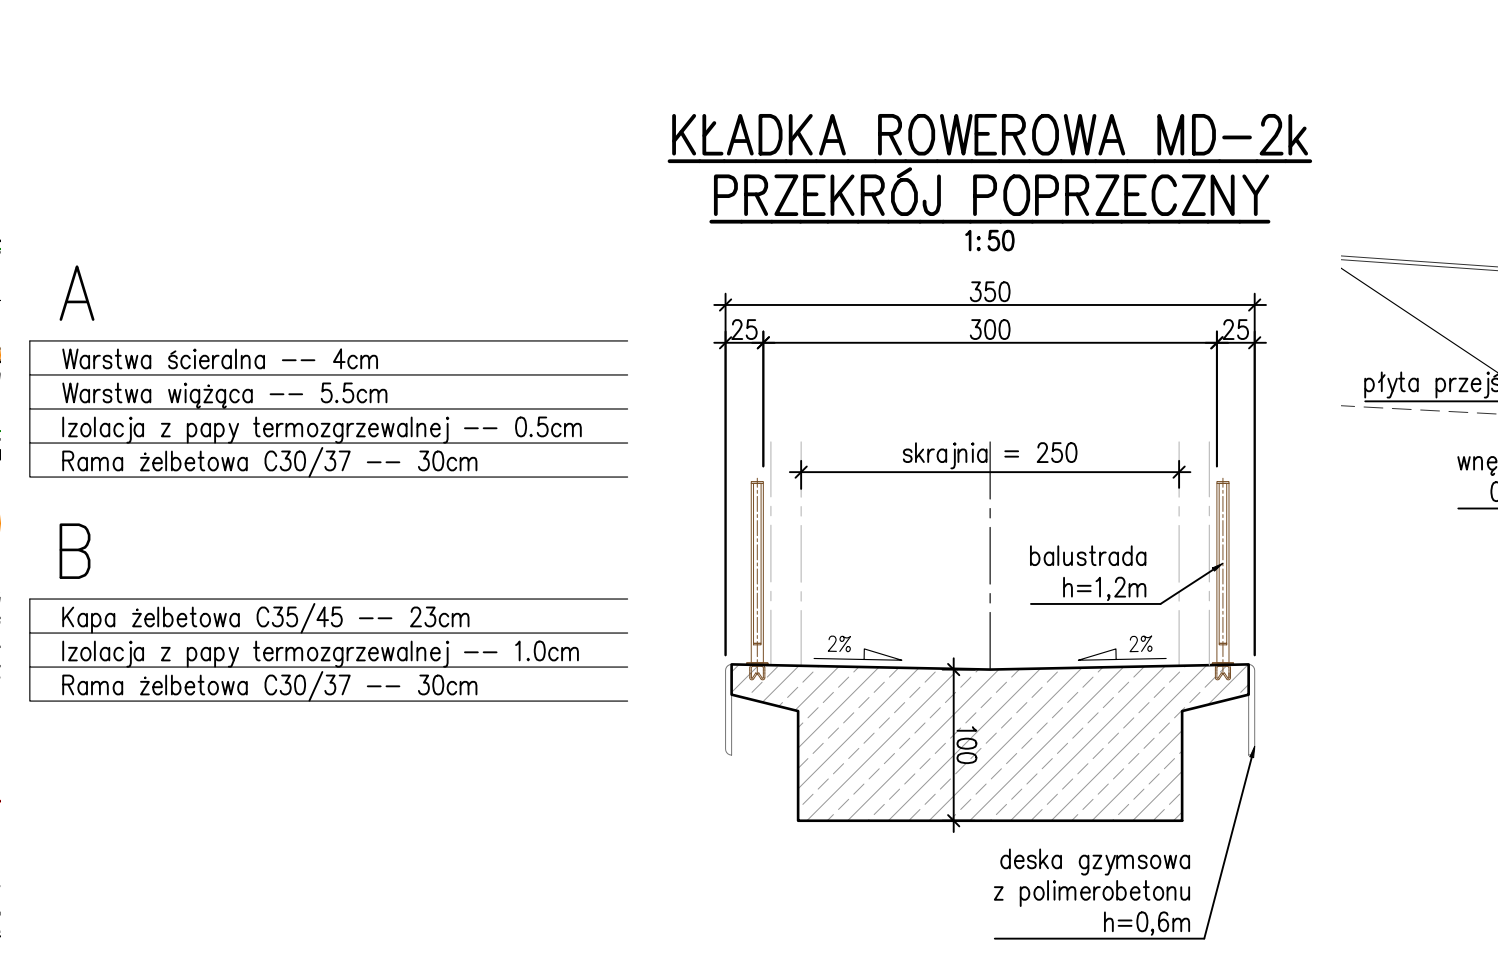 KŁADKA ROWEROWA MD-2k
PRZEKRÓJ POPRZECZNY
1:50
A
Warstwa ścieralna -- 4cm
Warstwa wiążąca -- 5.5cm
Izolacja z papy termozgrzewalnej -- 0.5cm
Rama żelbetowa C30/37 -- 30cm
B
Kapa żelbetowa C35/45 -- 23cm
Izolacja z papy termozgrzewalnej -- 1.0cm
Rama żelbetowa C30/37 -- 30cm
350
25 300 25
skrajnia = 250
balustrada
h=1,2m
2% 2%
100
deska gzymsowa
z polimerobetonu
h=0,6m
płyta